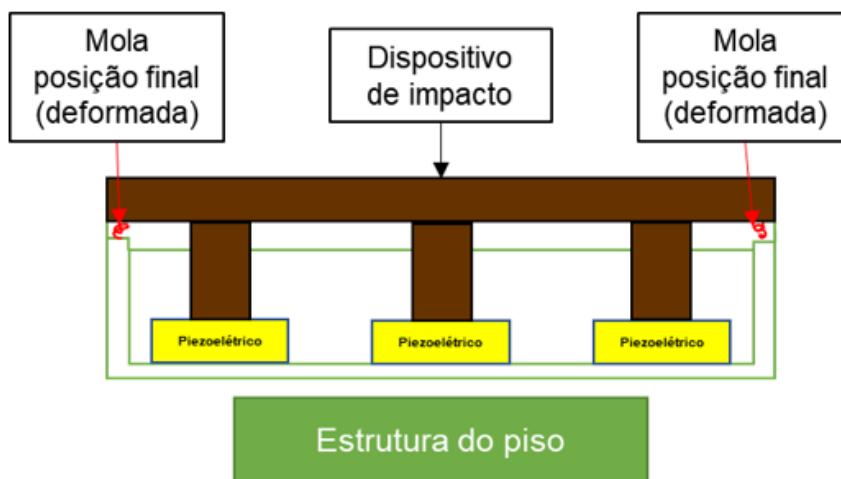 Mola
posição final
(deformada)
Dispositivo
de impacto
Mola
posição final
(deformada)
Piezoelétrico
Piezoelétrico
Piezoelétrico
Estrutura do piso